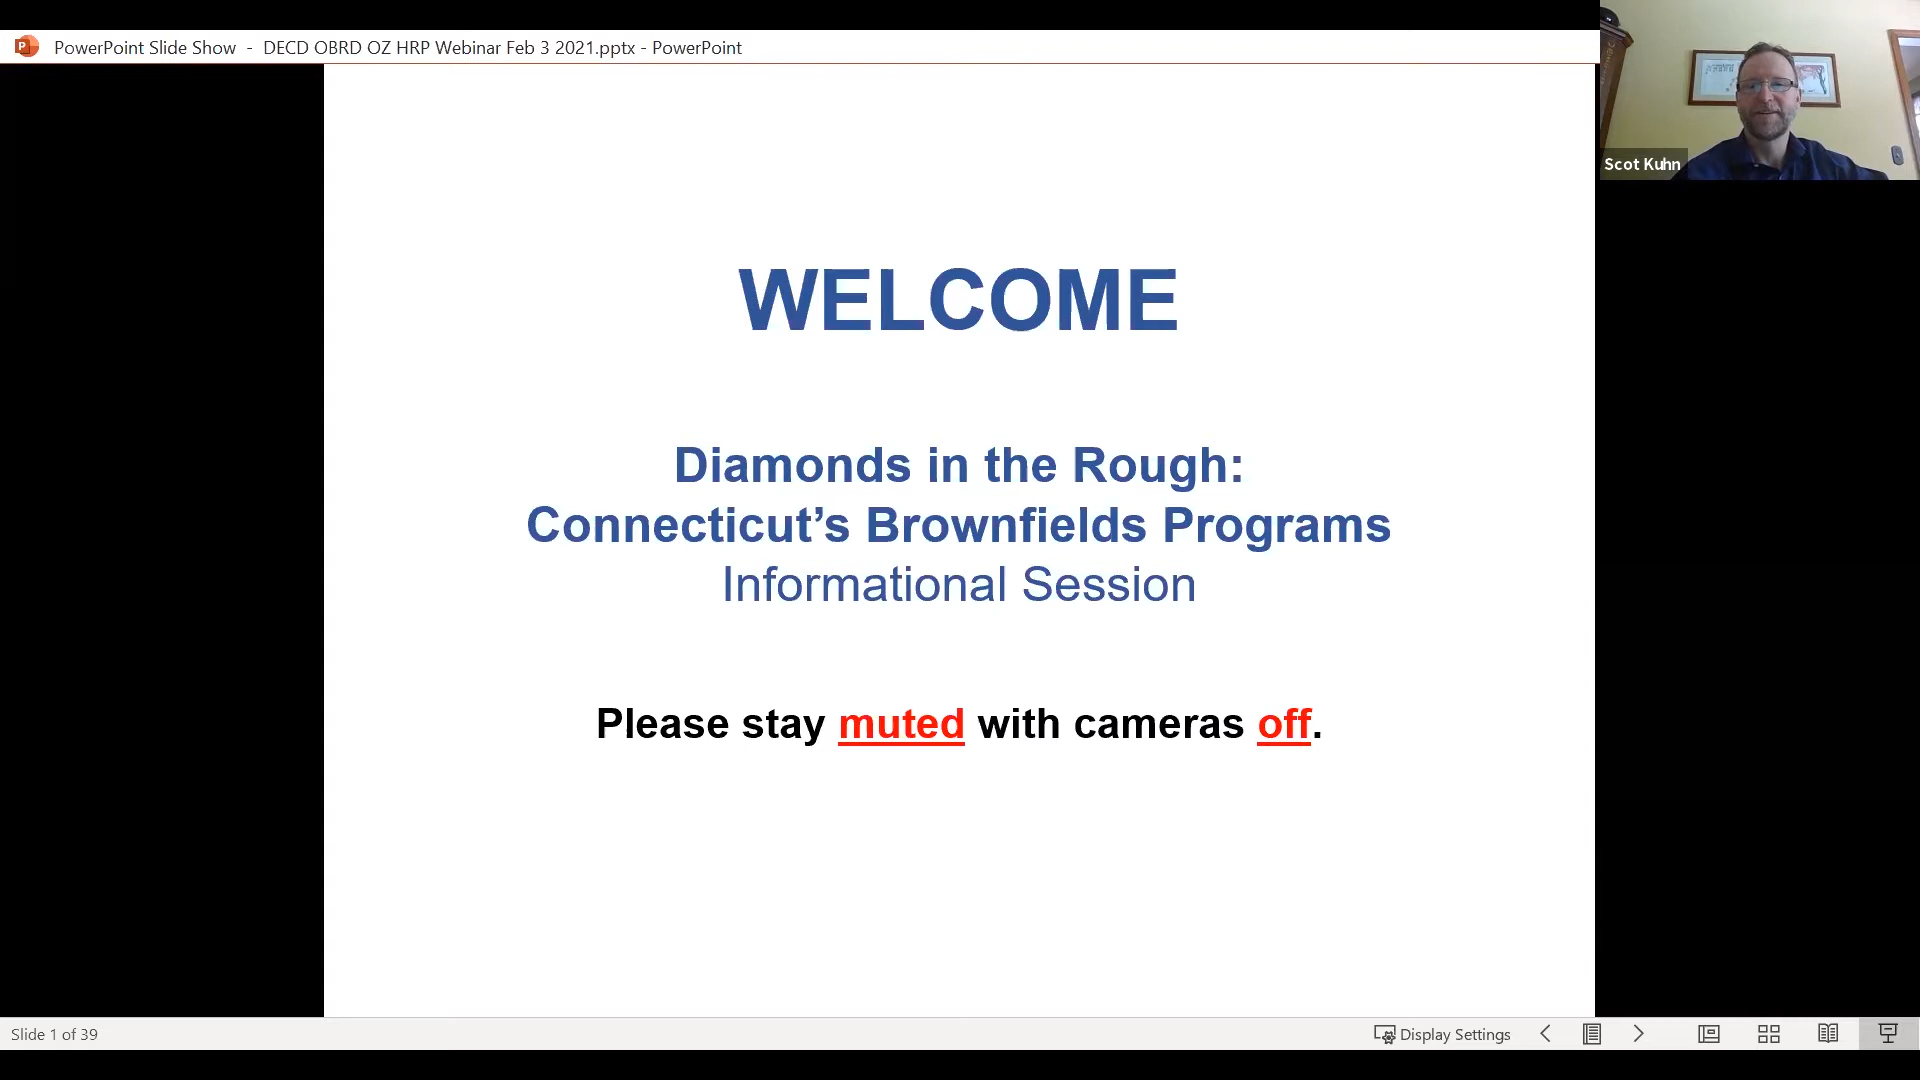 PowerPoint Slide Show - DECD OBRD OZ HRP Webinar Feb 3 2021.pptx - PowerPoint
Scot Kuhn
WELCOME
Diamonds in the Rough:
Connecticut’s Brownfields Programs
Informational Session
Please stay muted with cameras off.
Slide 1 of 39
Display Settings